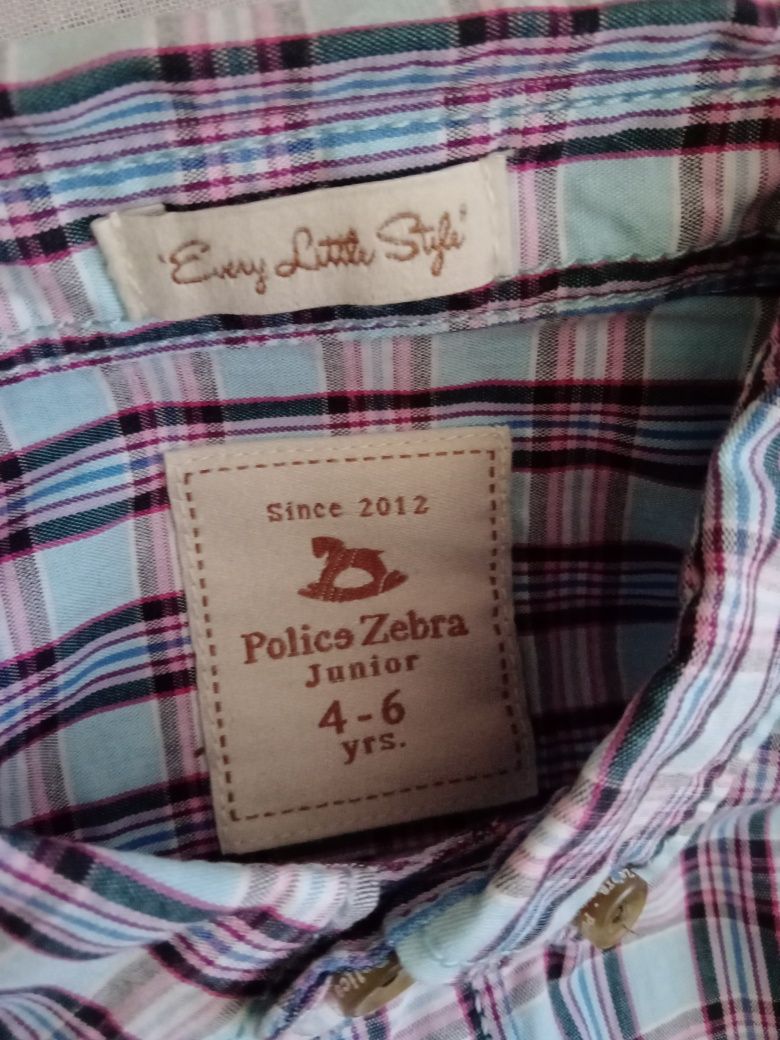 'Every Little Style'
Since 2012
Police Zebra
Junior
4-6
yrs.